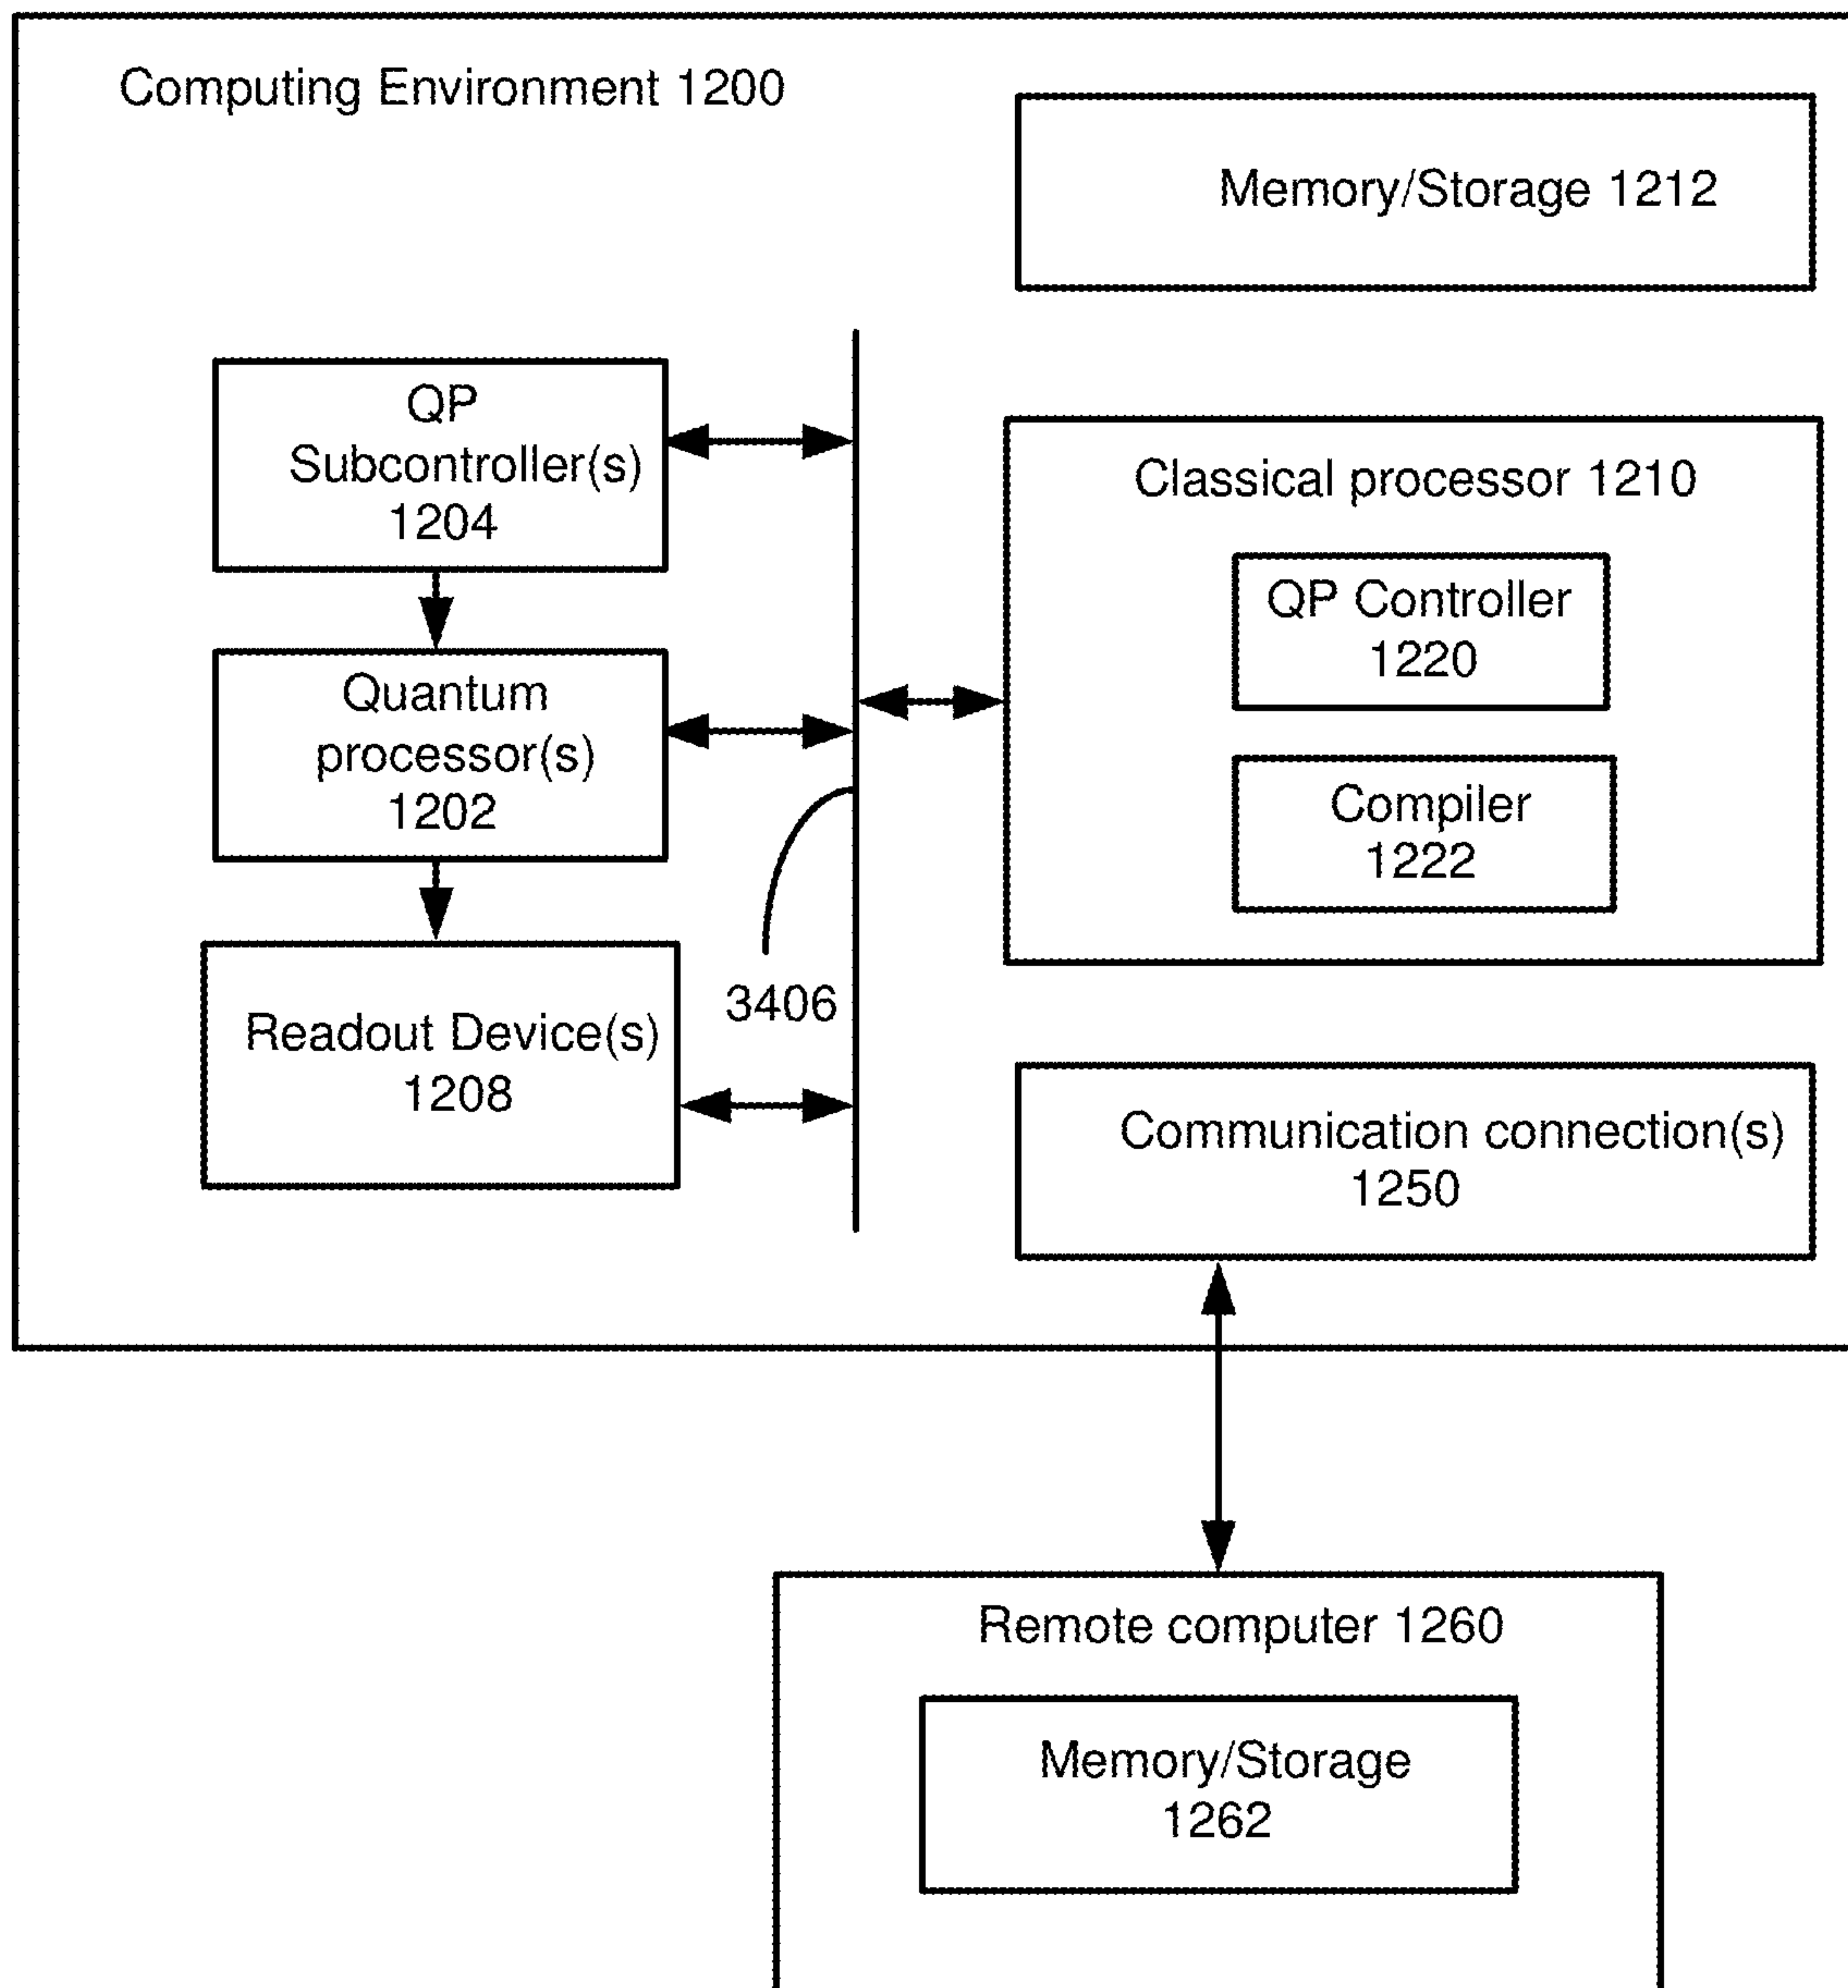 Computing Environment 1200
Memory/Storage 1212
QP
Subcontroller(s)
1204
Quantum
processor(s)
1202
Readout Device(s)
1208
3406
Classical processor 1210
QP Controller
1220
Compiler
1222
Communication connection(s)
1250
Remote computer 1260
Memory/Storage
1262